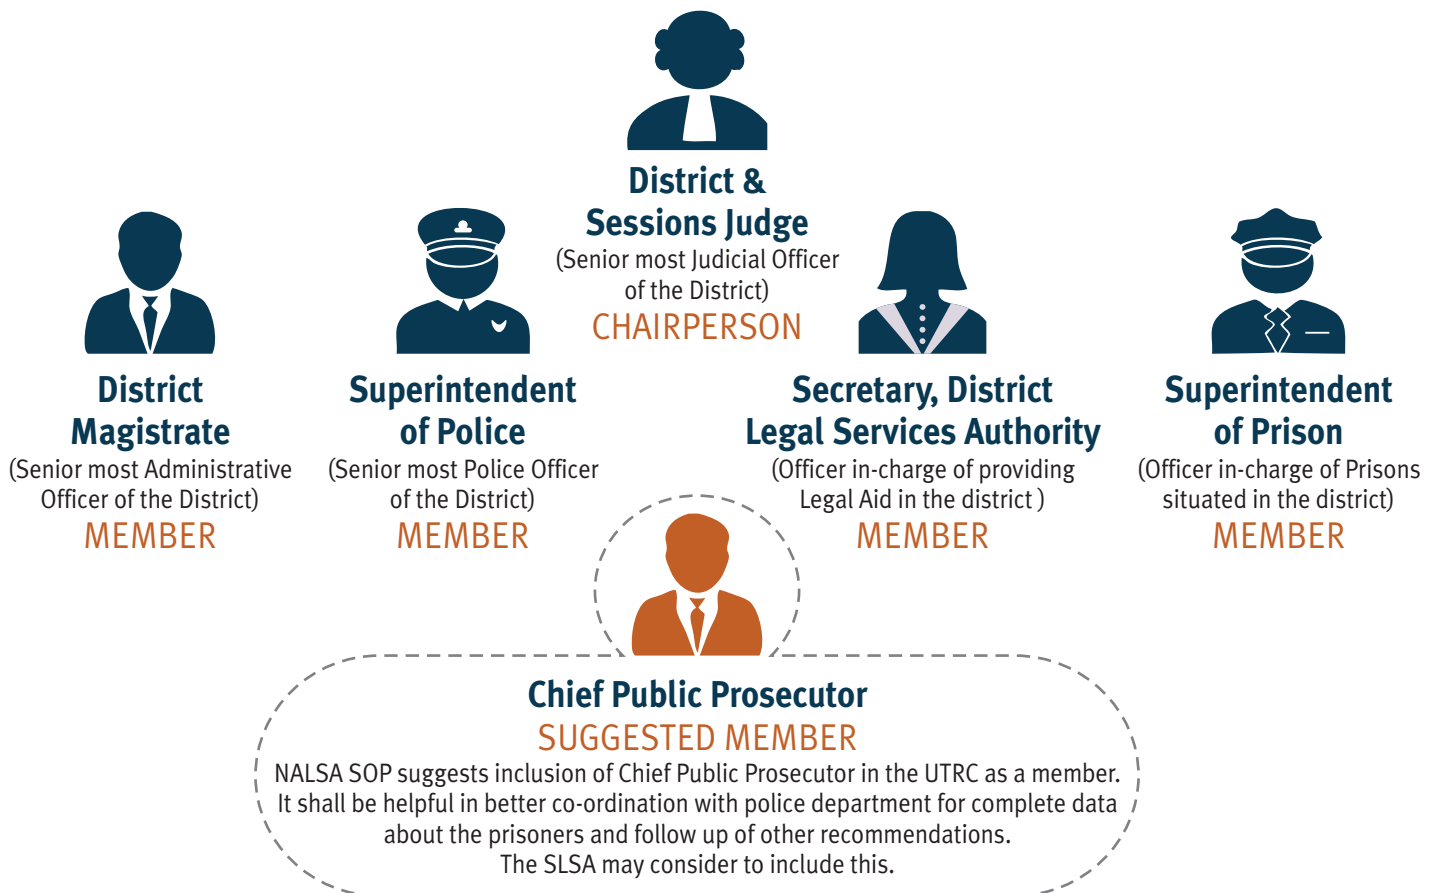 District &
Sessions Judge
(Senior most Judicial Officer
of the District)
CHAIRPERSON
District
Magistrate
(Senior most Administrative
Officer of the District)
MEMBER
Superintendent
of Police
(Senior most Police Officer
of the District)
MEMBER
Secretary, District
Legal Services Authority
(Officer in-charge of providing
Legal Aid in the district )
MEMBER
Superintendent
of Prison
(Officer in-charge of Prisons
situated in the district)
MEMBER
Chief Public Prosecutor
SUGGESTED MEMBER
NALSA SOP suggests inclusion of Chief Public Prosecutor in the UTRC as a member.
It shall be helpful in better co-ordination with police department for complete data
about the prisoners and follow up of other recommendations.
The SLSA may consider to include this.